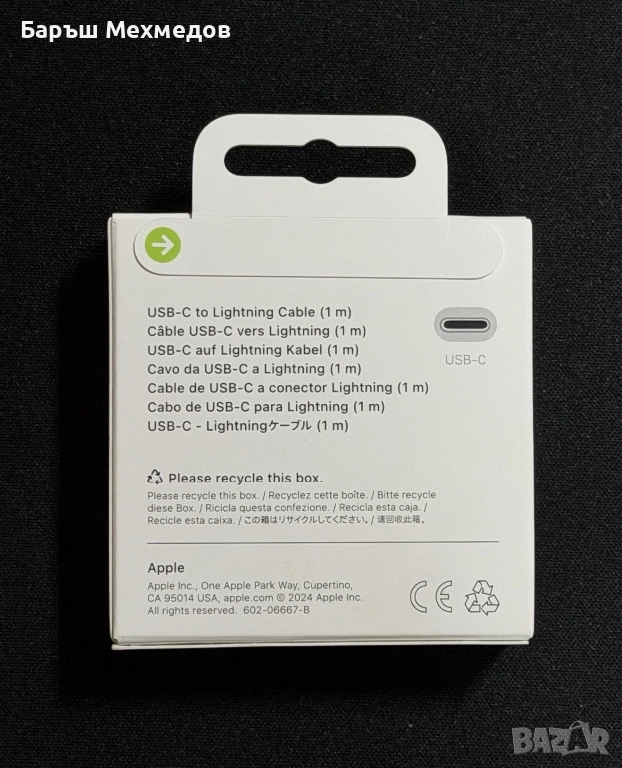 Баръш Мехмедов
USB-C to Lightning Cable (1 m)
Câble USB-C vers Lightning (1 m)
USB-C auf Lightning Kabel (1 m)
Cavo da USB-C a Lightning (1 m)
Cable de USB-C a conector Lightning (1 m)
Cabo de USB-C para Lightning (1 m)
USB-C - Lightningケーブル (1 m)
USB-C
Please recycle this box.
Please recycle this box. / Recyclez cette boîte. / Bitte recycle
diese Box. / Ricicla questa confezione. / Recicla esta caja. /
Recicle esta caixa. / この箱はリサイクルしてください。/ 请回收此箱。
Apple
Apple Inc., One Apple Park Way, Cupertino,
CA 95014 USA, apple.com © 2024 Apple Inc.
All rights reserved. 602-06667-B
CE
BAZAR